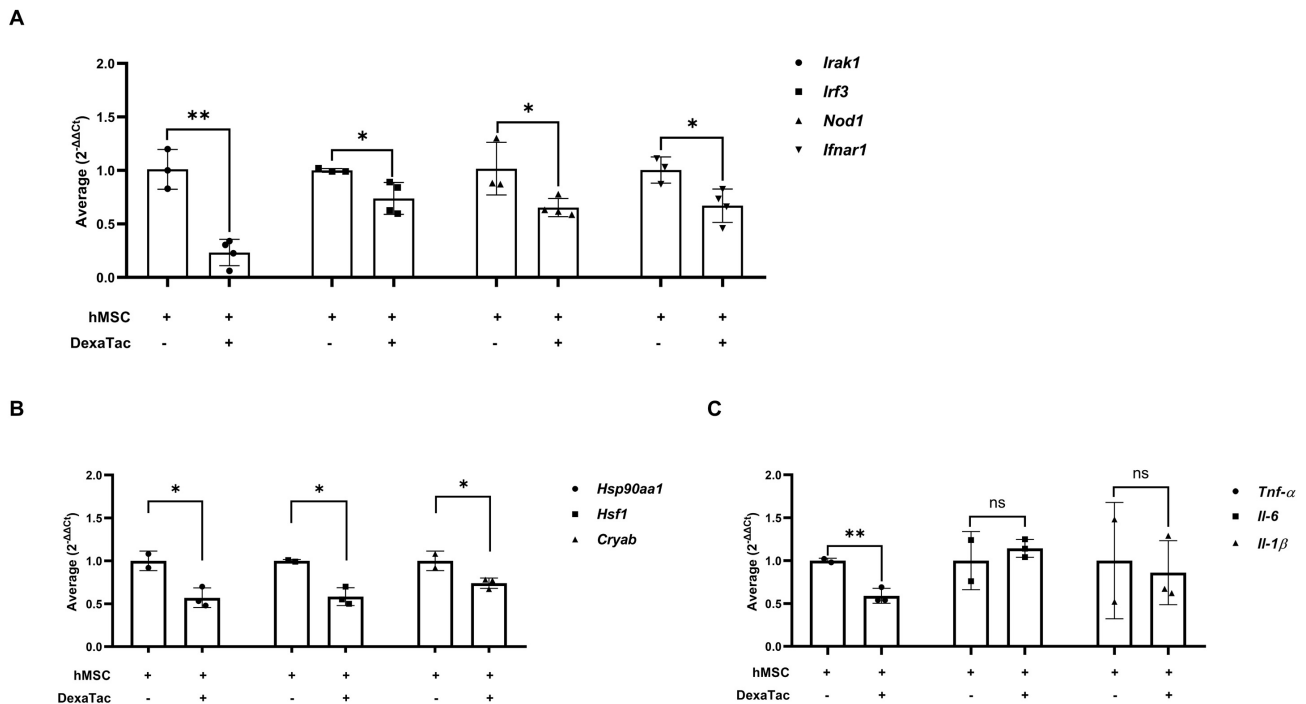 A
Average (2-ΔΔCt)
2.0
1.5
1.0
0.5
0.0
** * * *
Irak1
Irf3
Nod1
Ifnar1
hMSC + + + + + + + +
DexaTac - + - + - + - +
B
Average (2-ΔΔCt)
2.0
1.5
1.0
0.5
0.0
* * *
Hsp90aa1
Hsf1
Cryab
hMSC + + + + + +
DexaTac - + - + - +
C
Average (2-ΔΔCt)
2.0
1.5
1.0
0.5
0.0
** ns ns
Tnf-α
Il-6
Il-1β
hMSC + + + + + +
DexaTac - + - + - +